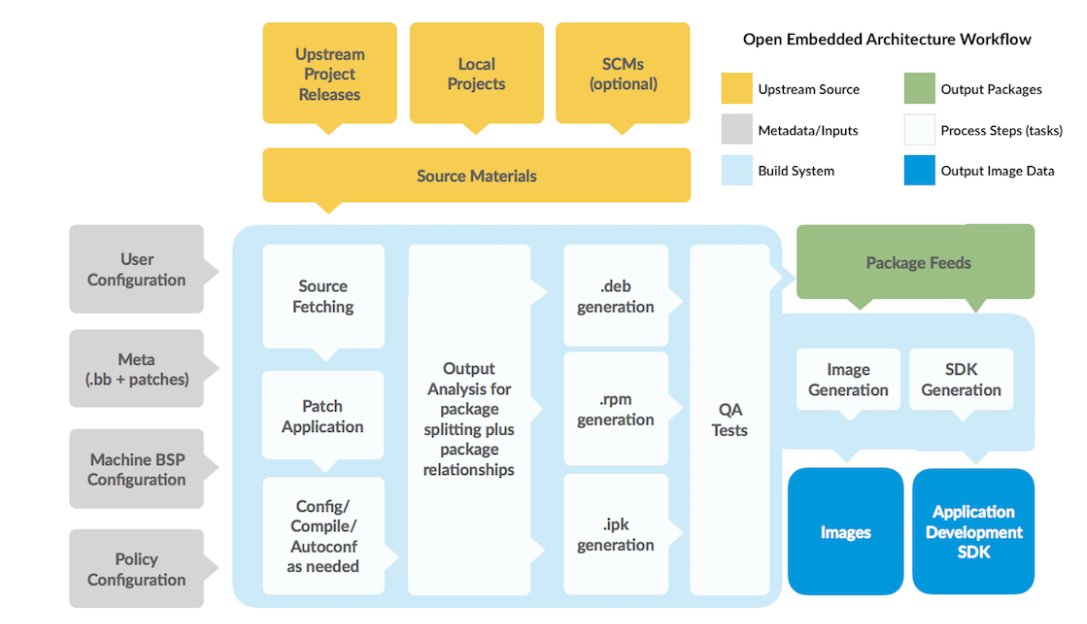 Upstream
Project
Releases
Local
Projects
SCMs
(optional)
Open Embedded Architecture Workflow
Upstream Source
Output Packages
Metadata/Inputs
Process Steps (tasks)
Build System
Output Image Data
Source Materials
User
Configuration
Meta
(.bb + patches)
Machine BSP
Configuration
Policy
Configuration
Source
Fetching
Patch
Application
Config/
Compile/
Autoconf
as needed
Output
Analysis for
package
splitting plus
package
relationships
.deb
generation
.rpm
generation
.ipk
generation
QA
Tests
Package Feeds
Image
Generation
SDK
Generation
Images
Application
Development
SDK